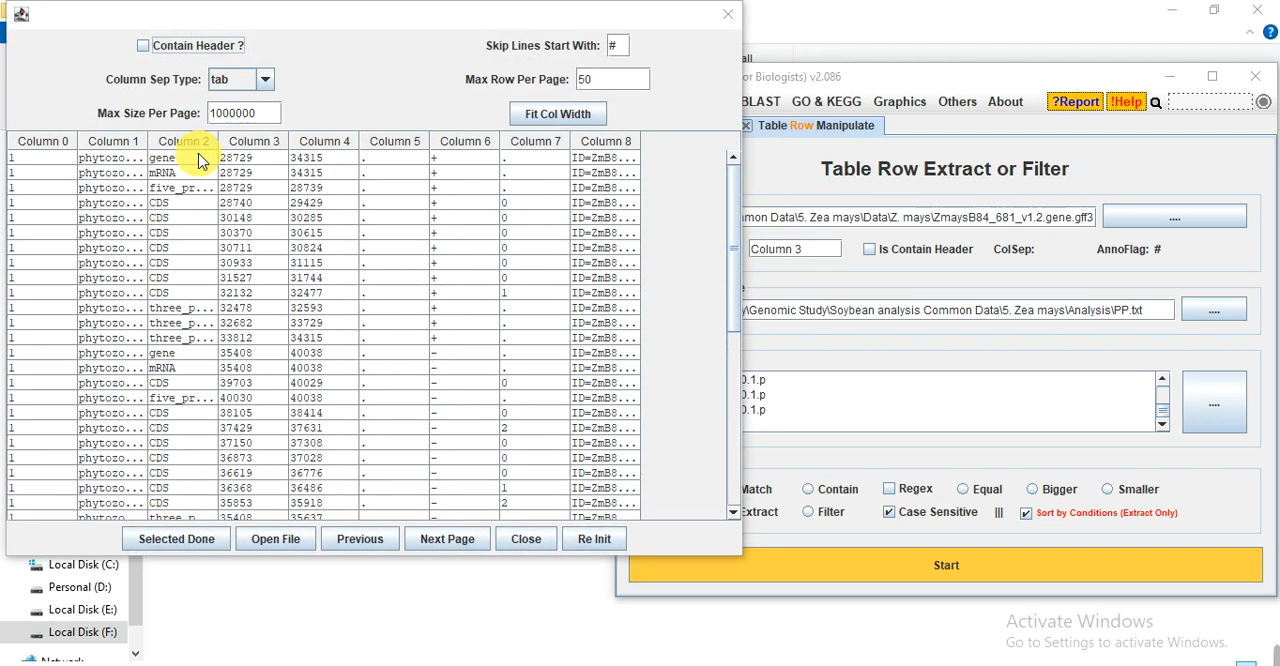 Contain Header ?
Skip Lines Start With: #
Column Sep Type: tab
Max Row Per Page: 50
Max Size Per Page: 1000000
Fit Col Width
Column 0 Column 1 Column 2 Column 3 Column 4 Column 5 Column 6 Column 7 Column 8
1 phytozo... gene 28729 34315 . + . ID=ZmB8...
1 phytozo... mRNA 28729 34315 . + . ID=ZmB8...
1 phytozo... five_pr... 28729 28739 . + . ID=ZmB8...
1 phytozo... CDS 28740 29429 . + 0 ID=ZmB8...
1 phytozo... CDS 30148 30285 . + 0 ID=ZmB8...
1 phytozo... CDS 30370 30615 . + 0 ID=ZmB8...
1 phytozo... CDS 30711 30824 . + 0 ID=ZmB8...
1 phytozo... CDS 30933 31115 . + 0 ID=ZmB8...
1 phytozo... CDS 31527 31744 . + 0 ID=ZmB8...
1 phytozo... CDS 32132 32477 . + 1 ID=ZmB8...
1 phytozo... three_p... 32478 32593 . + . ID=ZmB8...
1 phytozo... three_p... 32682 33729 . + . ID=ZmB8...
1 phytozo... three_p... 33812 34315 . + . ID=ZmB8...
1 phytozo... gene 35408 40038 . - . ID=ZmB8...
1 phytozo... mRNA 35408 40038 . - . ID=ZmB8...
1 phytozo... CDS 39703 40029 . - 0 ID=ZmB8...
1 phytozo... five_pr... 40030 40038 . - . ID=ZmB8...
1 phytozo... CDS 38105 38414 . - 0 ID=ZmB8...
1 phytozo... CDS 37429 37631 . - 2 ID=ZmB8...
1 phytozo... CDS 37150 37308 . - 0 ID=ZmB8...
1 phytozo... CDS 36873 37028 . - 0 ID=ZmB8...
1 phytozo... CDS 36619 36776 . - 0 ID=ZmB8...
1 phytozo... CDS 36368 36486 . - 1 ID=ZmB8...
1 phytozo... CDS 35853 35918 . - 2 ID=ZmB8...
1 phytozo... three_p... 35408 35637 ID=ZmB8...
Selected Done Open File Previous Next Page Close Re Init
Local Disk (C:)
Personal (D:)
Local Disk (E:)
Local Disk (F:)
Network
or Biologists) v2.086
BLAST GO & KEGG Graphics Others About ?Report !Help
Table Row Manipulate
Table Row Extract or Filter
mon Data\5. Zea mays\Data\Z. mays\ZmaysB84_681_v1.2.gene.gff3 ....
Column 3 Is Contain Header ColSep: AnnoFlag: #
y\Genomic Study\Soybean analysis Common Data\5. Zea mays\Analysis\PP.txt ....
0.1.p
0.1.p
0.1.p
....
Match Contain Regex Equal Bigger Smaller
Extract Filter Case Sensitive ||| Sort by Conditions (Extract Only)
Start
Activate Windows
Go to Settings to activate Windows.